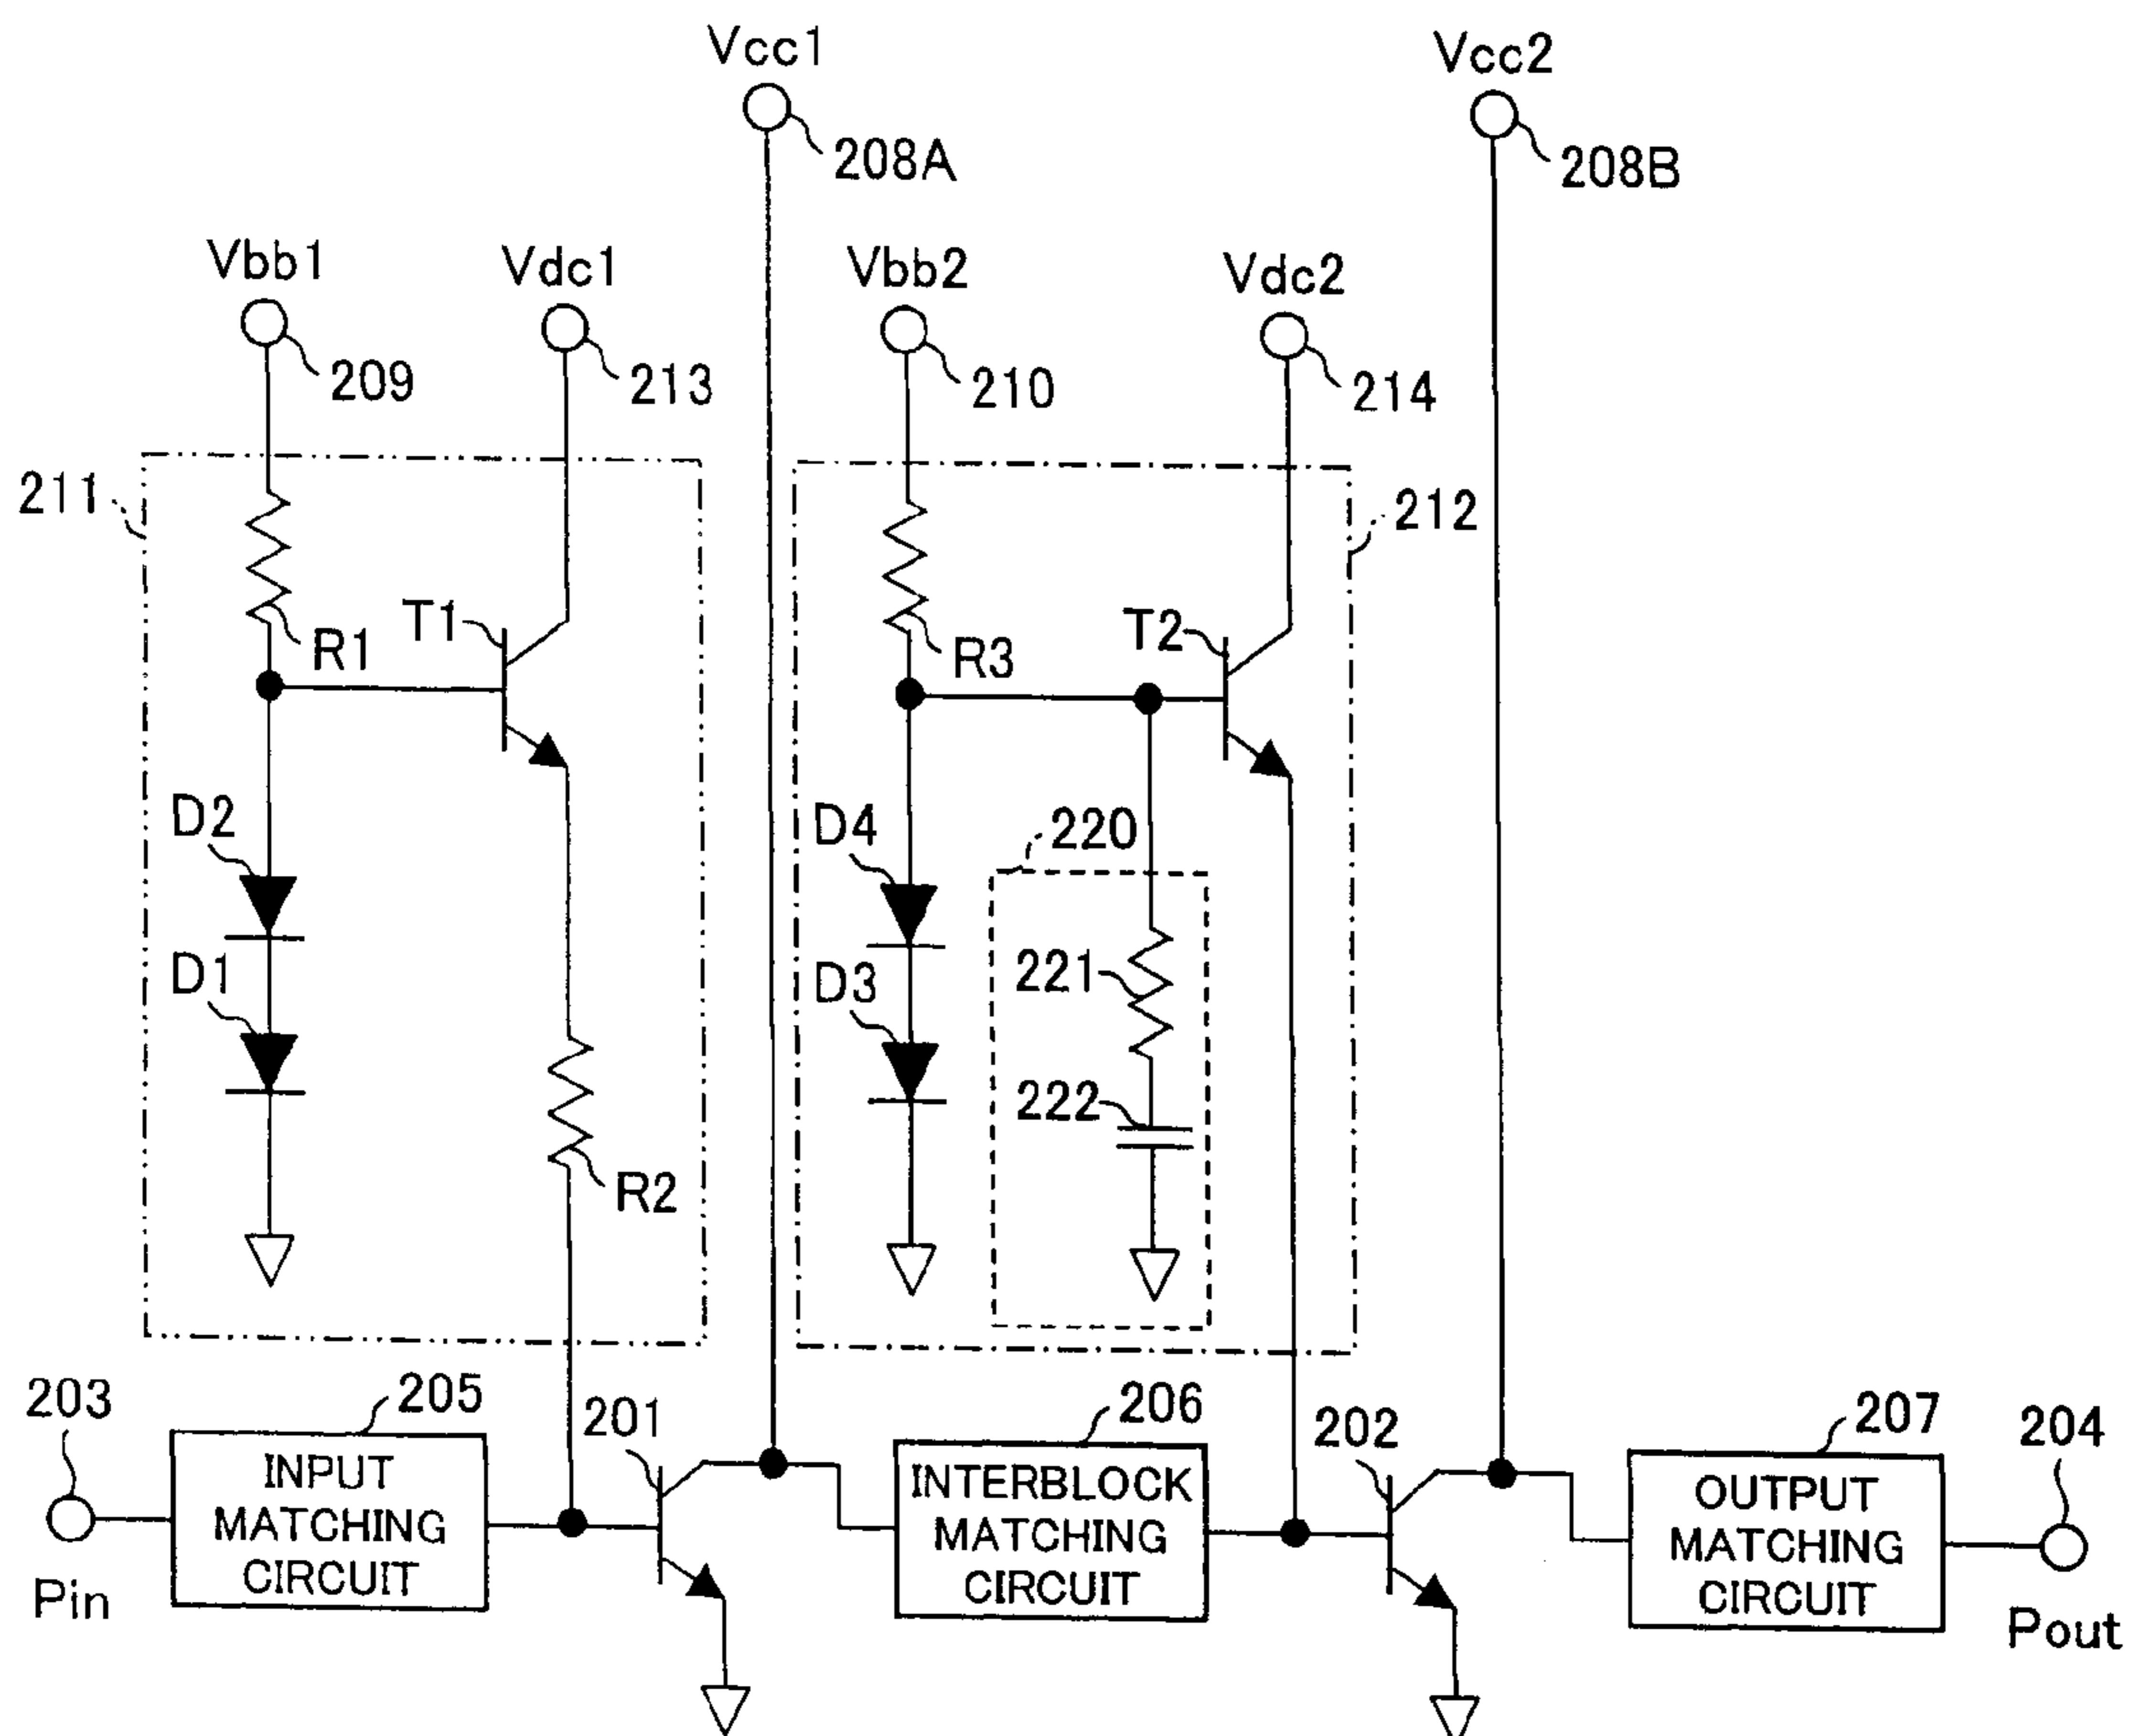 Vcc1
Vcc2
208A
208B
Vbb1
Vdc1
Vbb2
Vdc2
209
213
210
214
211
212
R1
T1
R3
T2
D2
D4
220
D1
D3
221
222
R2
203
205
201
206
202
207
204
INPUT
MATCHING
CIRCUIT
INTERBLOCK
MATCHING
CIRCUIT
OUTPUT
MATCHING
CIRCUIT
Pin
Pout